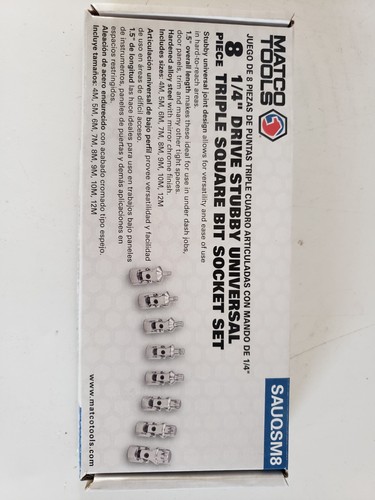 MATCO
TOOLS
®
SAUQSM8
JUEGO DE 8 PIEZAS DE PUNTAS TRIPLE CUADRO ARTICULADAS CON MANDO DE 1/4"
8 1/4" DRIVE STUBBY UNIVERSAL
PIECE TRIPLE SQUARE BIT SOCKET SET
Stubby universal joint design allows for versatility and ease of use
in hard-to-reach areas.
1.5" overall length makes these ideal for use in under dash jobs,
door panels, trim and many other tight spaces.
Hardened alloy steel with mirror chrome finish.
Includes sizes: 4M, 5M, 6M, 7M, 8M, 9M, 10M, 12M
Articulación universal de bajo perfil provee versatilidad y facilidad
de uso en áreas de difícil acceso.
1.5" de longitud las hace ideales para uso en trabajos bajo paneles
de instrumentos, paneles de puertas y demás aplicaciones en
espacios restringidos.
Aleación de acero endurecido con acabado cromado tipo espejo.
Incluye tamaños: 4M, 5M, 6M, 7M, 8M, 9M, 10M, 12M
www.matcotools.com